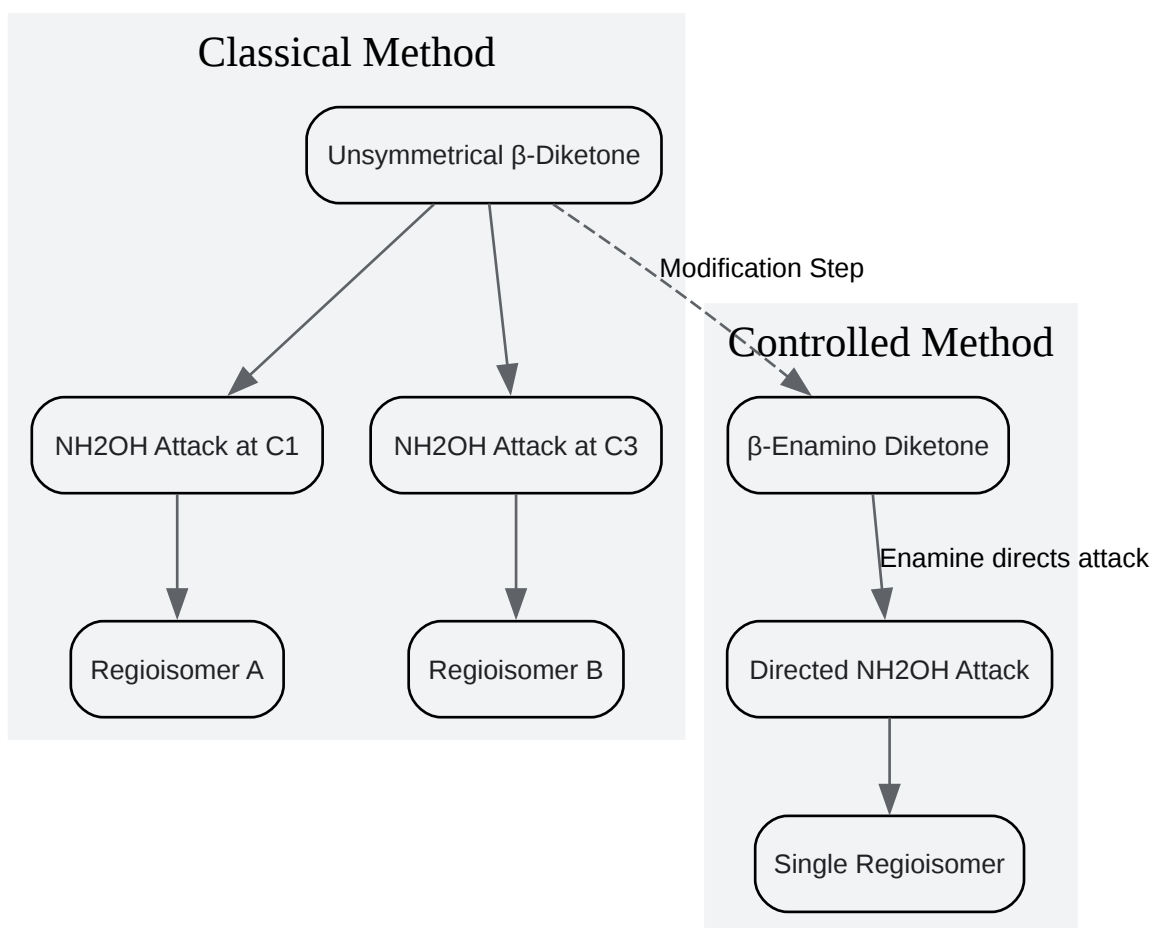 Classical Method
Unsymmetrical β-Diketone
Modification Step
Controlled Method
NH2OH Attack at C1
NH2OH Attack at C3
β-Enamino Diketone
Enamine directs attack
Regioisomer A
Regioisomer B
Directed NH2OH Attack
Single Regioisomer